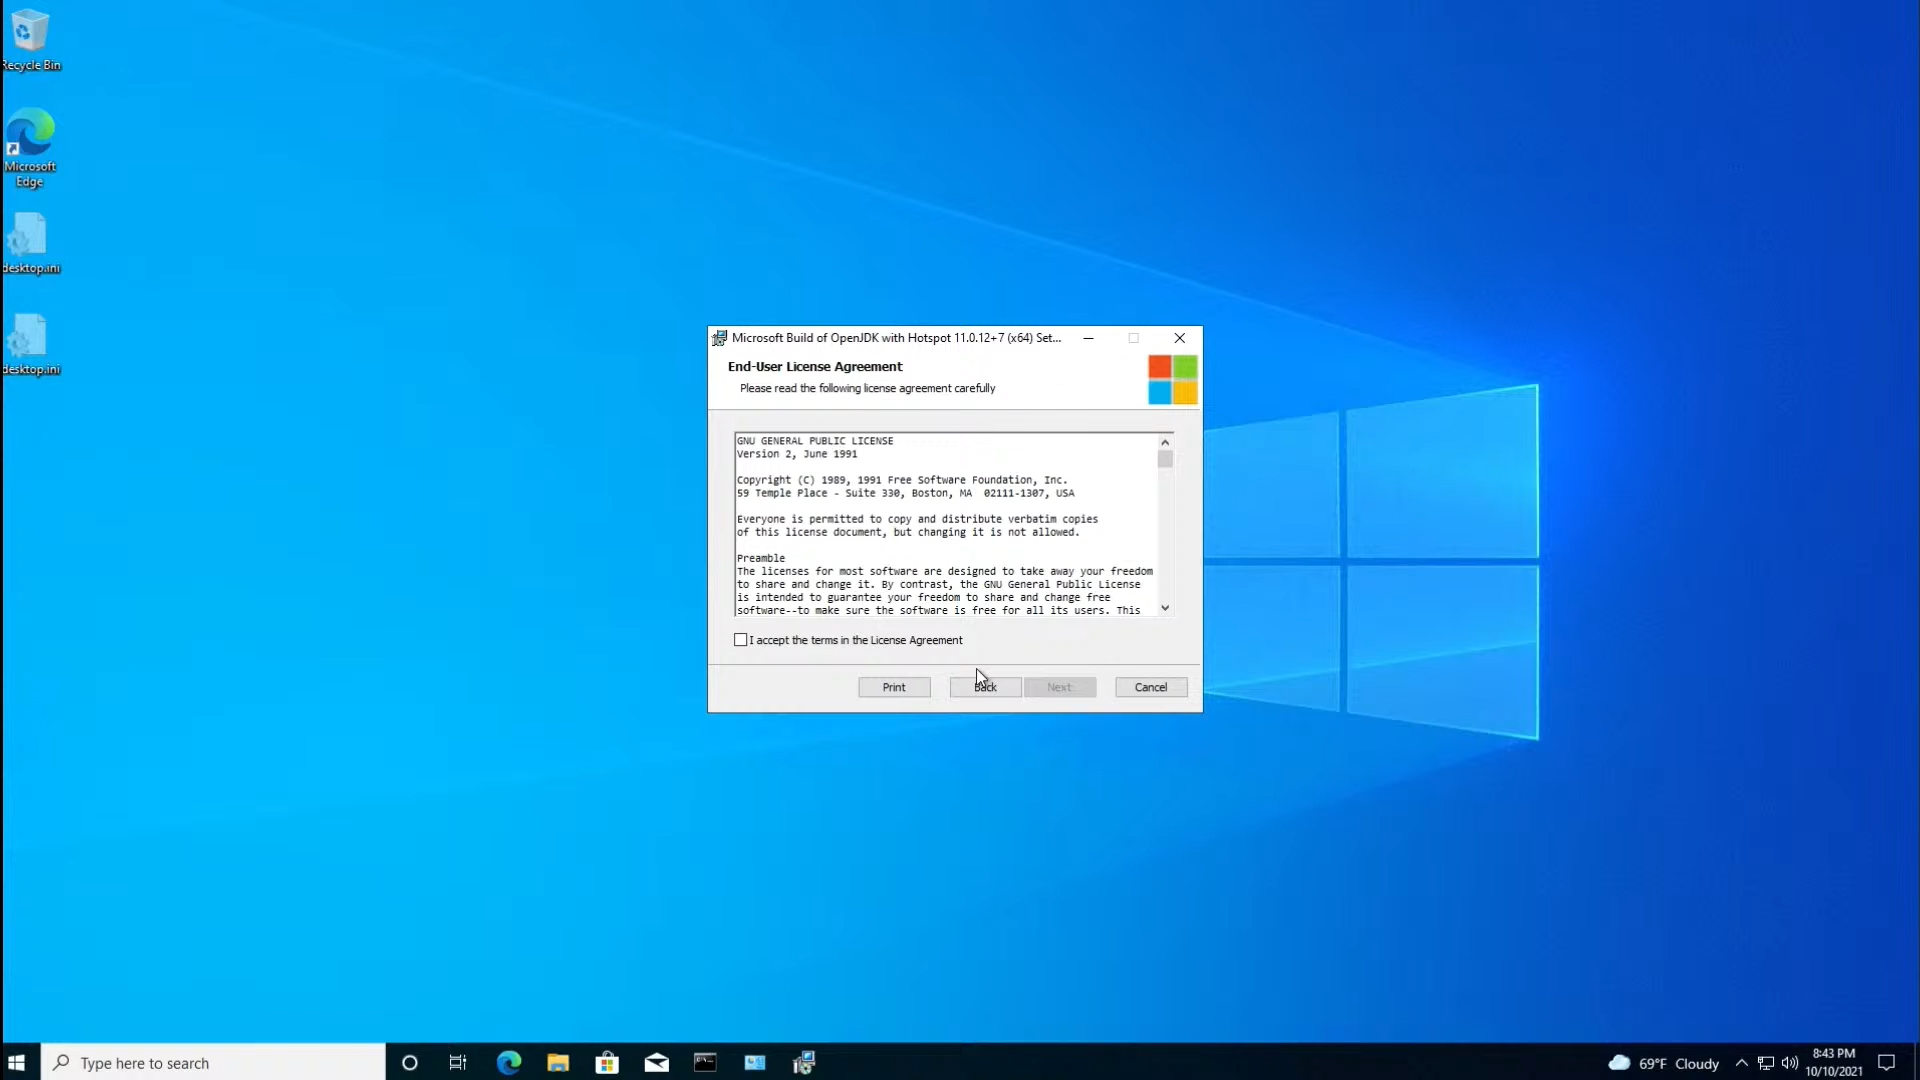 Recycle Bin
Microsoft
Edge
desktop.ini
desktop.ini
Microsoft Build of OpenJDK with Hotspot 11.0.12+7 (x64) Set...
End-User License Agreement
Please read the following license agreement carefully
GNU GENERAL PUBLIC LICENSE
Version 2, June 1991
Copyright (C) 1989, 1991 Free Software Foundation, Inc.
59 Temple Place - Suite 330, Boston, MA  02111-1307, USA
Everyone is permitted to copy and distribute verbatim copies
of this license document, but changing it is not allowed.
Preamble
The licenses for most software are designed to take away your freedom
to share and change it. By contrast, the GNU General Public License
is intended to guarantee your freedom to share and change free
software--to make sure the software is free for all its users. This
I accept the terms in the License Agreement
Print Back Next Cancel
Type here to search
69°F Cloudy
8:43 PM
10/10/2021